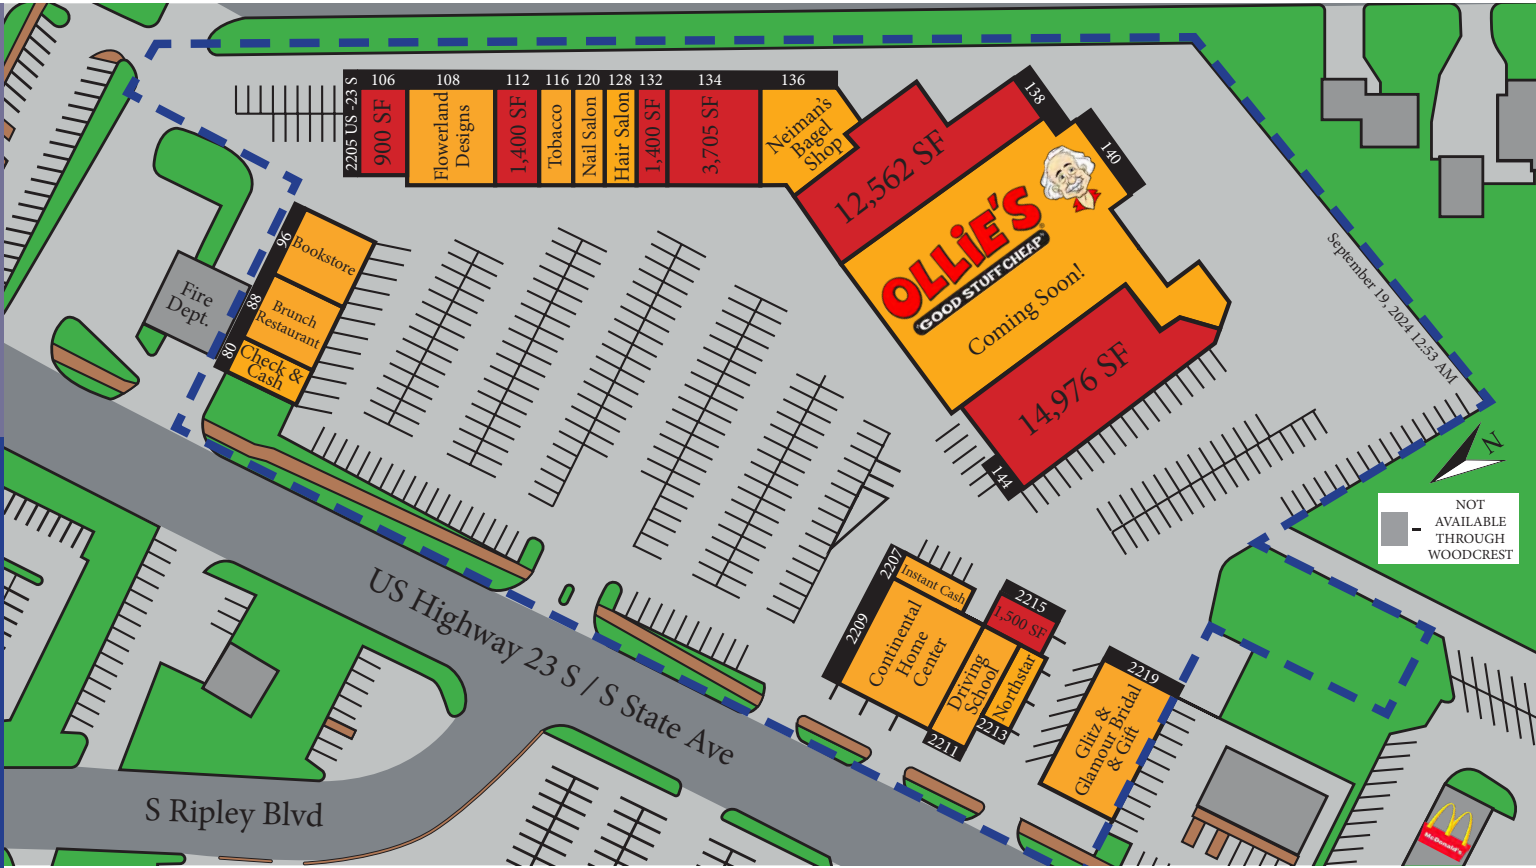 2205 US -23 S
106
108
112
116
120
128
132
134
136
900 SF
Flowerland
Designs
1,400 SF
Tobacco
Nail Salon
Hair Salon
1,400 SF
3,705 SF
Neiman's
Bagel
Shop
12,562 SF
138
140
OLLiE'S
GOOD STUFF CHEAP
Coming Soon!
14,976 SF
144
96
Bookstore
88
Brunch
Restaurant
80
Check &
Cash
Fire
Dept.
September 19, 2024 12:53 AM
N
NOT
AVAILABLE
THROUGH
WOODCREST
2207
Instant Cash
2209
Continental
Home
Center
2215
1,500 SF
Driving
School
2211
Northstar
2213
2219
Glitz &
Glamour Bridal
& Gift
US Highway 23 S / S State Ave
S Ripley Blvd
McDonald's